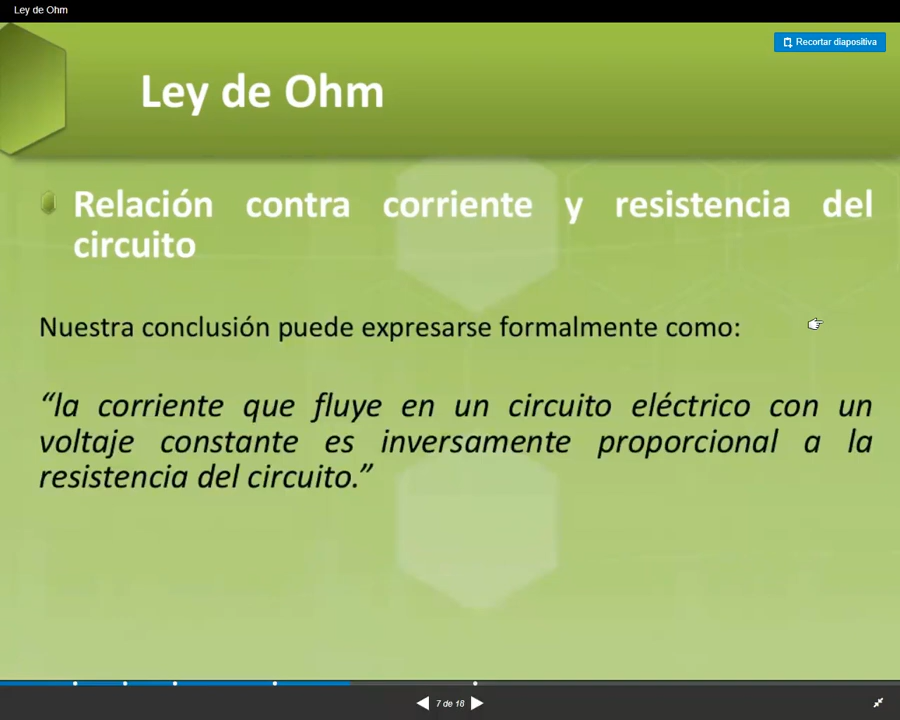 Ley de Ohm
Recortar diapositiva
Ley de Ohm
Relación contra corriente y resistencia del
circuito
Nuestra conclusión puede expresarse formalmente como:
“la corriente que fluye en un circuito eléctrico con un
voltaje constante es inversamente proporcional a la
resistencia del circuito.”
7 de 18